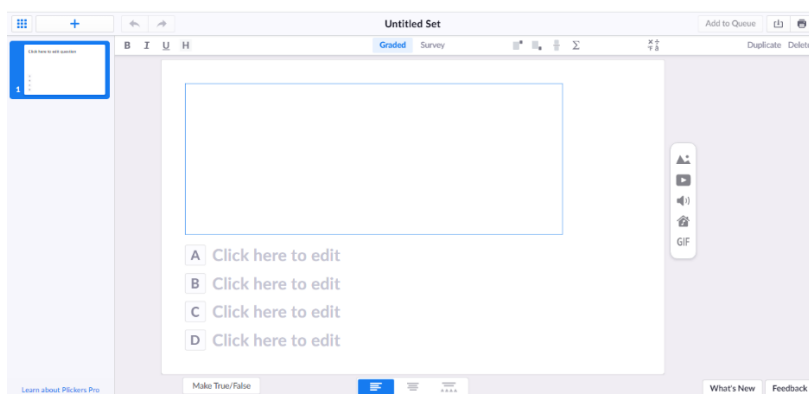 + Untitled Set Add to Queue
B I U H Graded Survey Σ Duplicate Delete
Click here to edit question
1
A Click here to edit
B Click here to edit
C Click here to edit
D Click here to edit
GIF
Learn about Plickers Pro Make True/False What's New Feedback